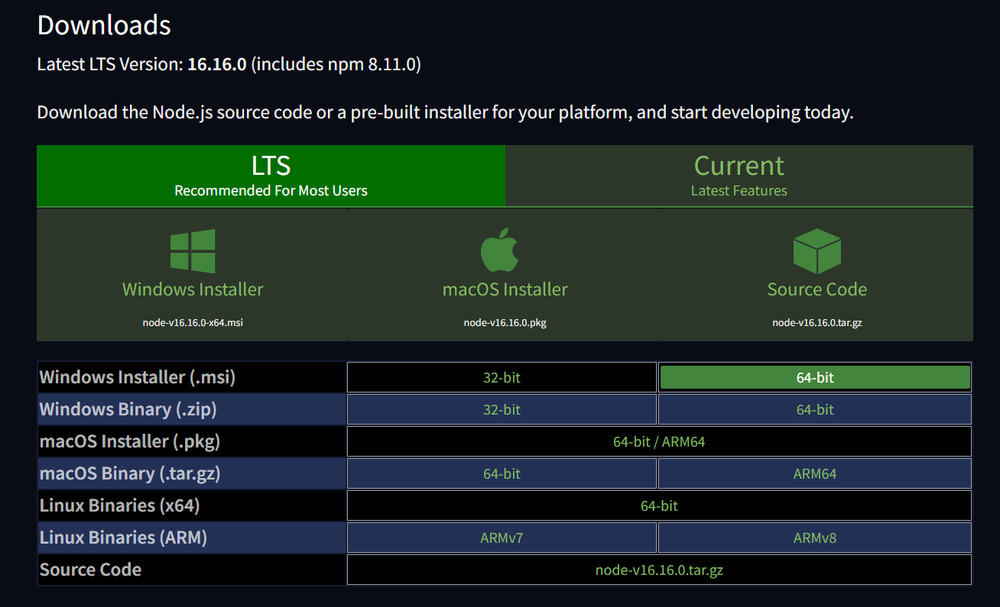 Downloads
Latest LTS Version: 16.16.0 (includes npm 8.11.0)
Download the Node.js source code or a pre-built installer for your platform, and start developing today.
LTS
Recommended For Most Users
Current
Latest Features
Windows Installer
node-v16.16.0-x64.msi
macOS Installer
node-v16.16.0.pkg
Source Code
node-v16.16.0.tar.gz
Windows Installer (.msi) 32-bit 64-bit
Windows Binary (.zip) 32-bit 64-bit
macOS Installer (.pkg) 64-bit / ARM64
macOS Binary (.tar.gz) 64-bit ARM64
Linux Binaries (x64) 64-bit
Linux Binaries (ARM) ARMv7 ARMv8
Source Code node-v16.16.0.tar.gz